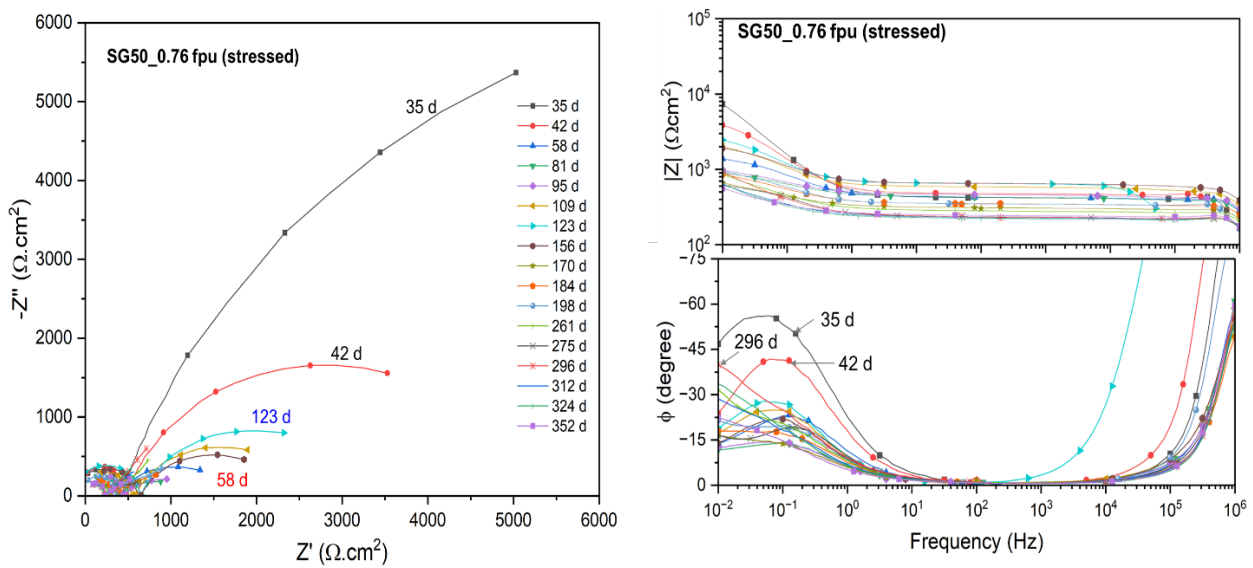 SG50_0.76 fpu (stressed)
6000
5000
4000
3000
2000
1000
0
-Z'' (Ω.cm²)
0
1000
2000
3000
4000
5000
6000
Z' (Ω.cm²)
35 d
42 d
123 d
58 d
35 d
42 d
58 d
81 d
95 d
109 d
123 d
156 d
170 d
184 d
198 d
261 d
275 d
296 d
312 d
324 d
352 d
SG50_0.76 fpu (stressed)
10⁵
10⁴
10³
10²
|Z| (Ωcm²)
−75
−60
−45
−30
−15
0
ϕ (degree)
35 d
296 d
42 d
10⁻²
10⁻¹
10⁰
10¹
10²
10³
10⁴
10⁵
10⁶
Frequency (Hz)